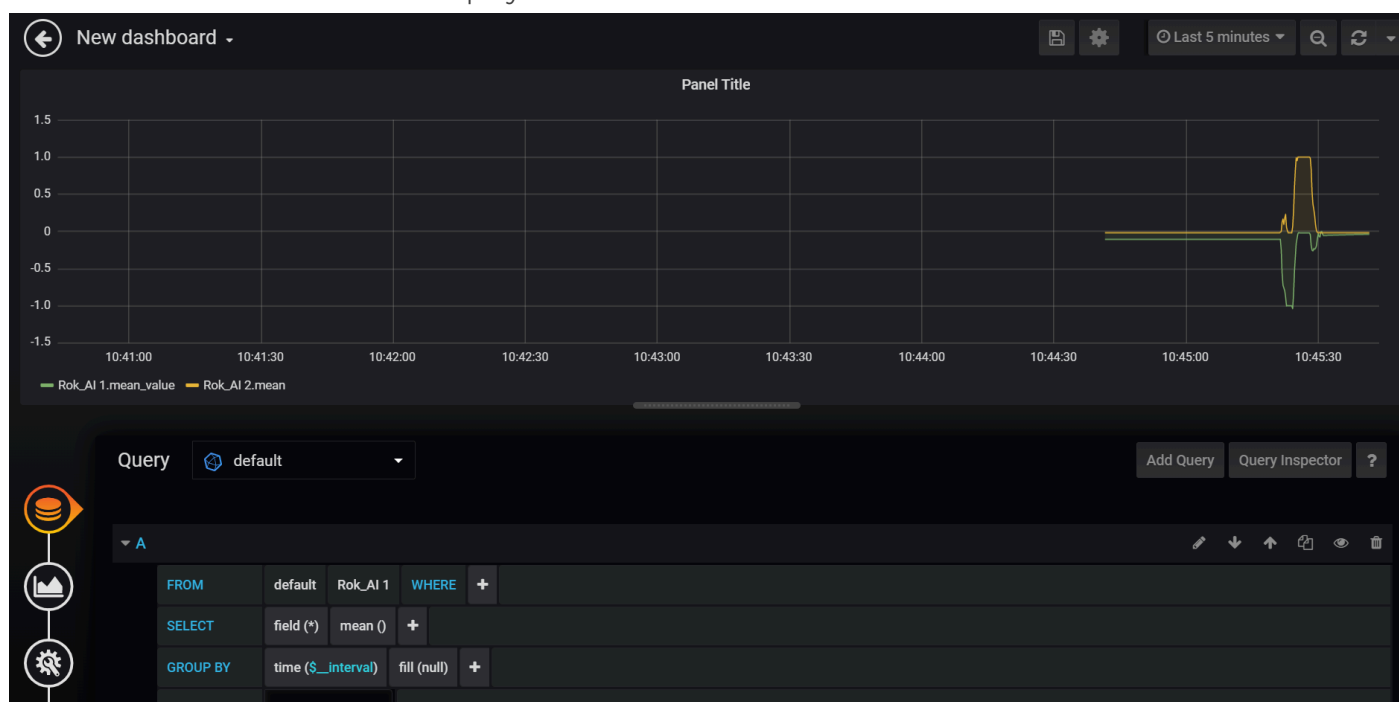 New dashboard
Last 5 minutes
Panel Title
1.5
1.0
0.5
0
-0.5
-1.0
-1.5
10:41:00 10:41:30 10:42:00 10:42:30 10:43:00 10:43:30 10:44:00 10:44:30 10:45:00 10:45:30
Rok_AI 1.mean_value Rok_AI 2.mean
Query default Add Query Query Inspector ?
A
FROM default Rok_AI 1 WHERE +
SELECT field (*) mean () +
GROUP BY time ($__interval) fill (null) +